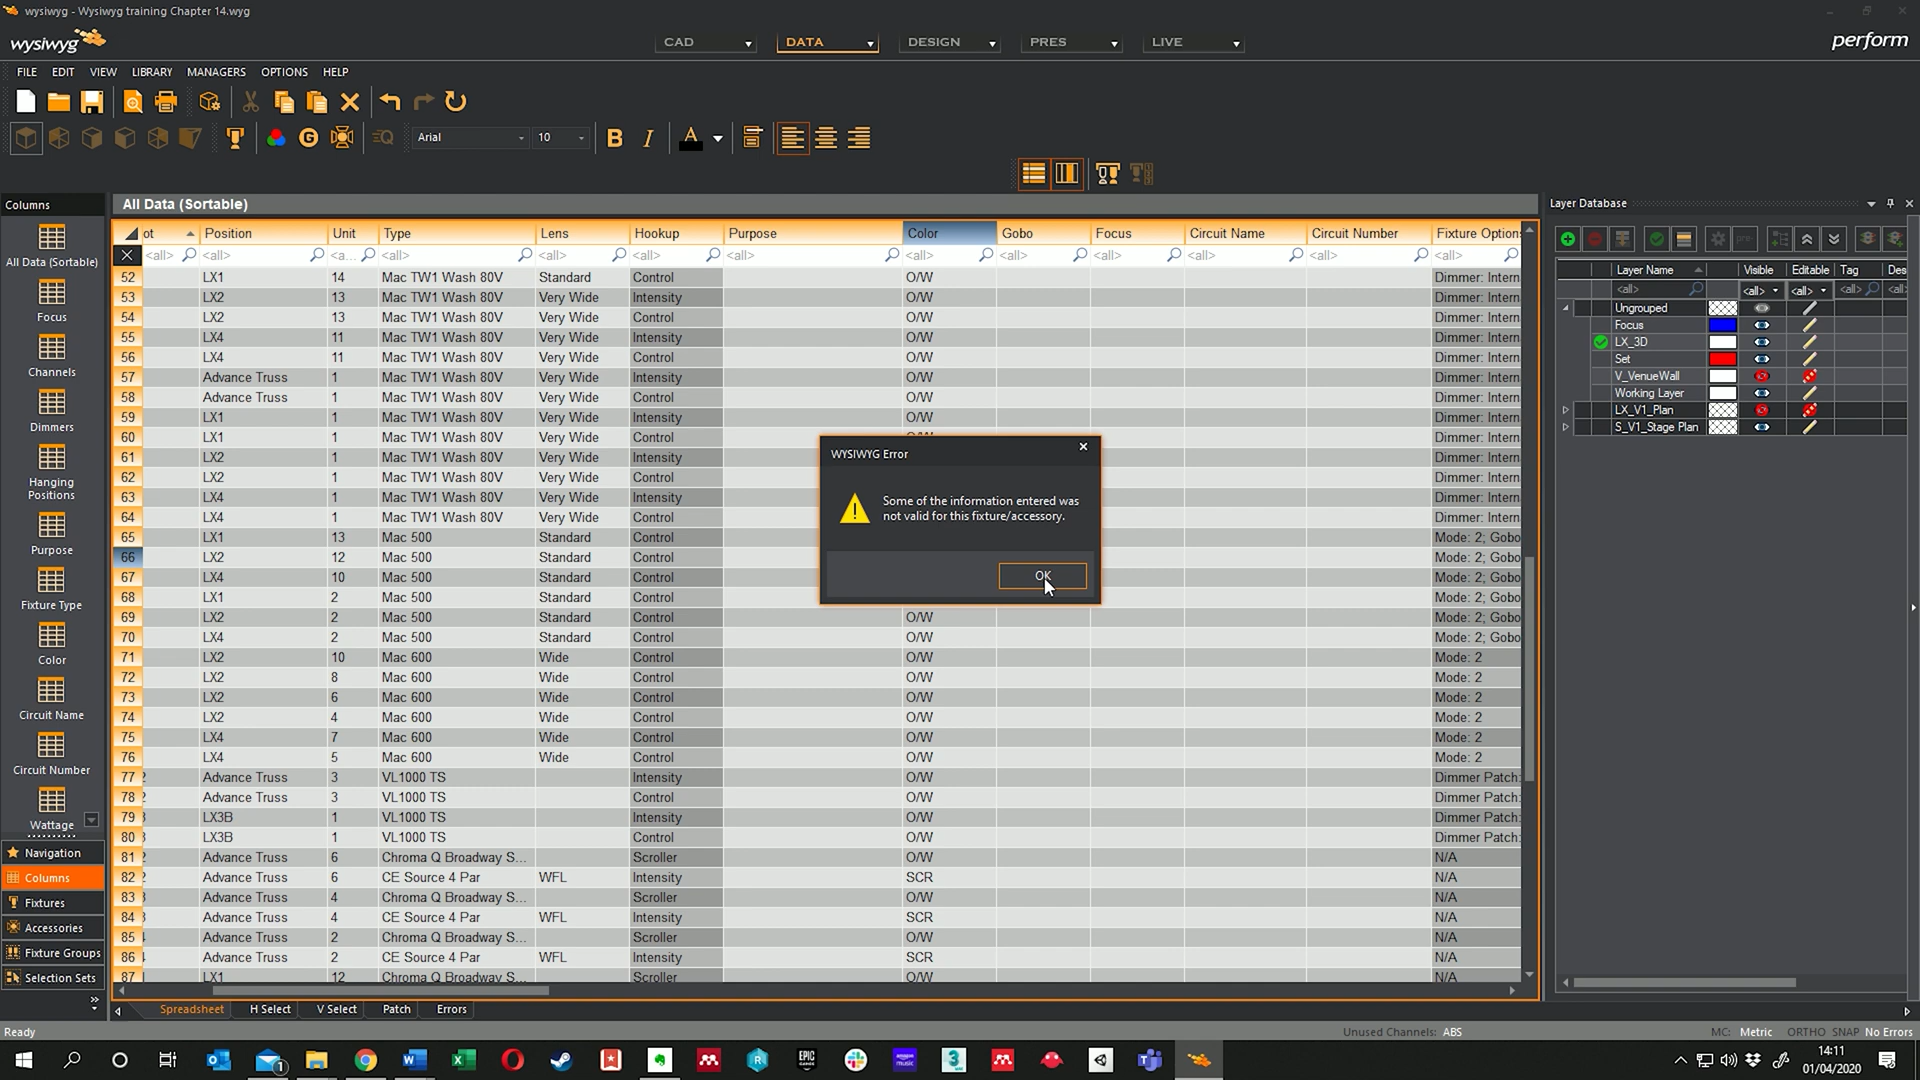 wysiwyg - Wysiwyg training Chapter 14.wyg
wysiwyg CAD DATA DESIGN PRES LIVE perform
FILE EDIT VIEW LIBRARY MANAGERS OPTIONS HELP
Arial 10 B I A
Columns All Data (Sortable) Layer Database
ot Position Unit Type Lens Hookup Purpose Color Gobo Focus Circuit Name Circuit Number Fixture Option
<all> <all> <a... <all> <all> <all> <all> <all> <all> <all> <all> <all> <all>
52 LX1 14 Mac TW1 Wash 80V Standard Control O/W Dimmer: Intern
53 LX2 13 Mac TW1 Wash 80V Very Wide Intensity O/W Dimmer: Intern
54 LX2 13 Mac TW1 Wash 80V Very Wide Control O/W Dimmer: Intern
55 LX4 11 Mac TW1 Wash 80V Very Wide Intensity O/W Dimmer: Intern
56 LX4 11 Mac TW1 Wash 80V Very Wide Control O/W Dimmer: Intern
57 Advance Truss 1 Mac TW1 Wash 80V Very Wide Intensity O/W Dimmer: Intern
58 Advance Truss 1 Mac TW1 Wash 80V Very Wide Control O/W Dimmer: Intern
59 LX1 1 Mac TW1 Wash 80V Very Wide Intensity O/W Dimmer: Intern
60 LX1 1 Mac TW1 Wash 80V Very Wide Control O/W Dimmer: Intern
61 LX2 1 Mac TW1 Wash 80V Very Wide Intensity Dimmer: Intern
62 LX2 1 Mac TW1 Wash 80V Very Wide Control Dimmer: Intern
63 LX4 1 Mac TW1 Wash 80V Very Wide Intensity Dimmer: Intern
64 LX4 1 Mac TW1 Wash 80V Very Wide Control Dimmer: Intern
65 LX1 13 Mac 500 Standard Control Mode: 2; Gobo
66 LX2 12 Mac 500 Standard Control Mode: 2; Gobo
67 LX4 10 Mac 500 Standard Control Mode: 2; Gobo
68 LX1 2 Mac 500 Standard Control Mode: 2; Gobo
69 LX2 2 Mac 500 Standard Control O/W Mode: 2; Gobo
70 LX4 2 Mac 500 Standard Control O/W Mode: 2; Gobo
71 LX2 10 Mac 600 Wide Control O/W Mode: 2
72 LX2 8 Mac 600 Wide Control O/W Mode: 2
73 LX2 6 Mac 600 Wide Control O/W Mode: 2
74 LX2 4 Mac 600 Wide Control O/W Mode: 2
75 LX4 7 Mac 600 Wide Control O/W Mode: 2
76 LX4 5 Mac 600 Wide Control O/W Mode: 2
77 2 Advance Truss 3 VL1000 TS Intensity O/W Dimmer Patch:
78 2 Advance Truss 3 VL1000 TS Control O/W Dimmer Patch:
79 LX3B 1 VL1000 TS Intensity O/W Dimmer Patch:
80 LX3B 1 VL1000 TS Control O/W Dimmer Patch:
81 2 Advance Truss 6 Chroma Q Broadway S... Scroller O/W N/A
82 2 Advance Truss 6 CE Source 4 Par WFL Intensity SCR N/A
83 Advance Truss 4 Chroma Q Broadway S... Scroller O/W N/A
84 Advance Truss 4 CE Source 4 Par WFL Intensity SCR N/A
85 Advance Truss 2 Chroma Q Broadway S... Scroller O/W N/A
86 Advance Truss 2 CE Source 4 Par WFL Intensity SCR N/A
87 LX1 12 Chroma Q Broadway S... Scroller O/W N/A
WYSIWYG Error
Some of the information entered was
not valid for this fixture/accessory.
OK
All Data (Sortable)
Focus
Channels
Dimmers
Hanging
Positions
Purpose
Fixture Type
Color
Circuit Name
Circuit Number
Wattage
Navigation
Columns
Fixtures
Accessories
Fixture Groups
Selection Sets
Layer Name Visible Editable Tag Des
<all> <all> <all> <all> <all
Ungrouped
Focus
LX_3D
Set
V_VenueWall
Working Layer
LX_V1_Plan
S_V1_Stage Plan
Spreadsheet H Select V Select Patch Errors
Ready Unused Channels: ABS MC: Metric ORTHO SNAP No Errors
14:11
01/04/2020